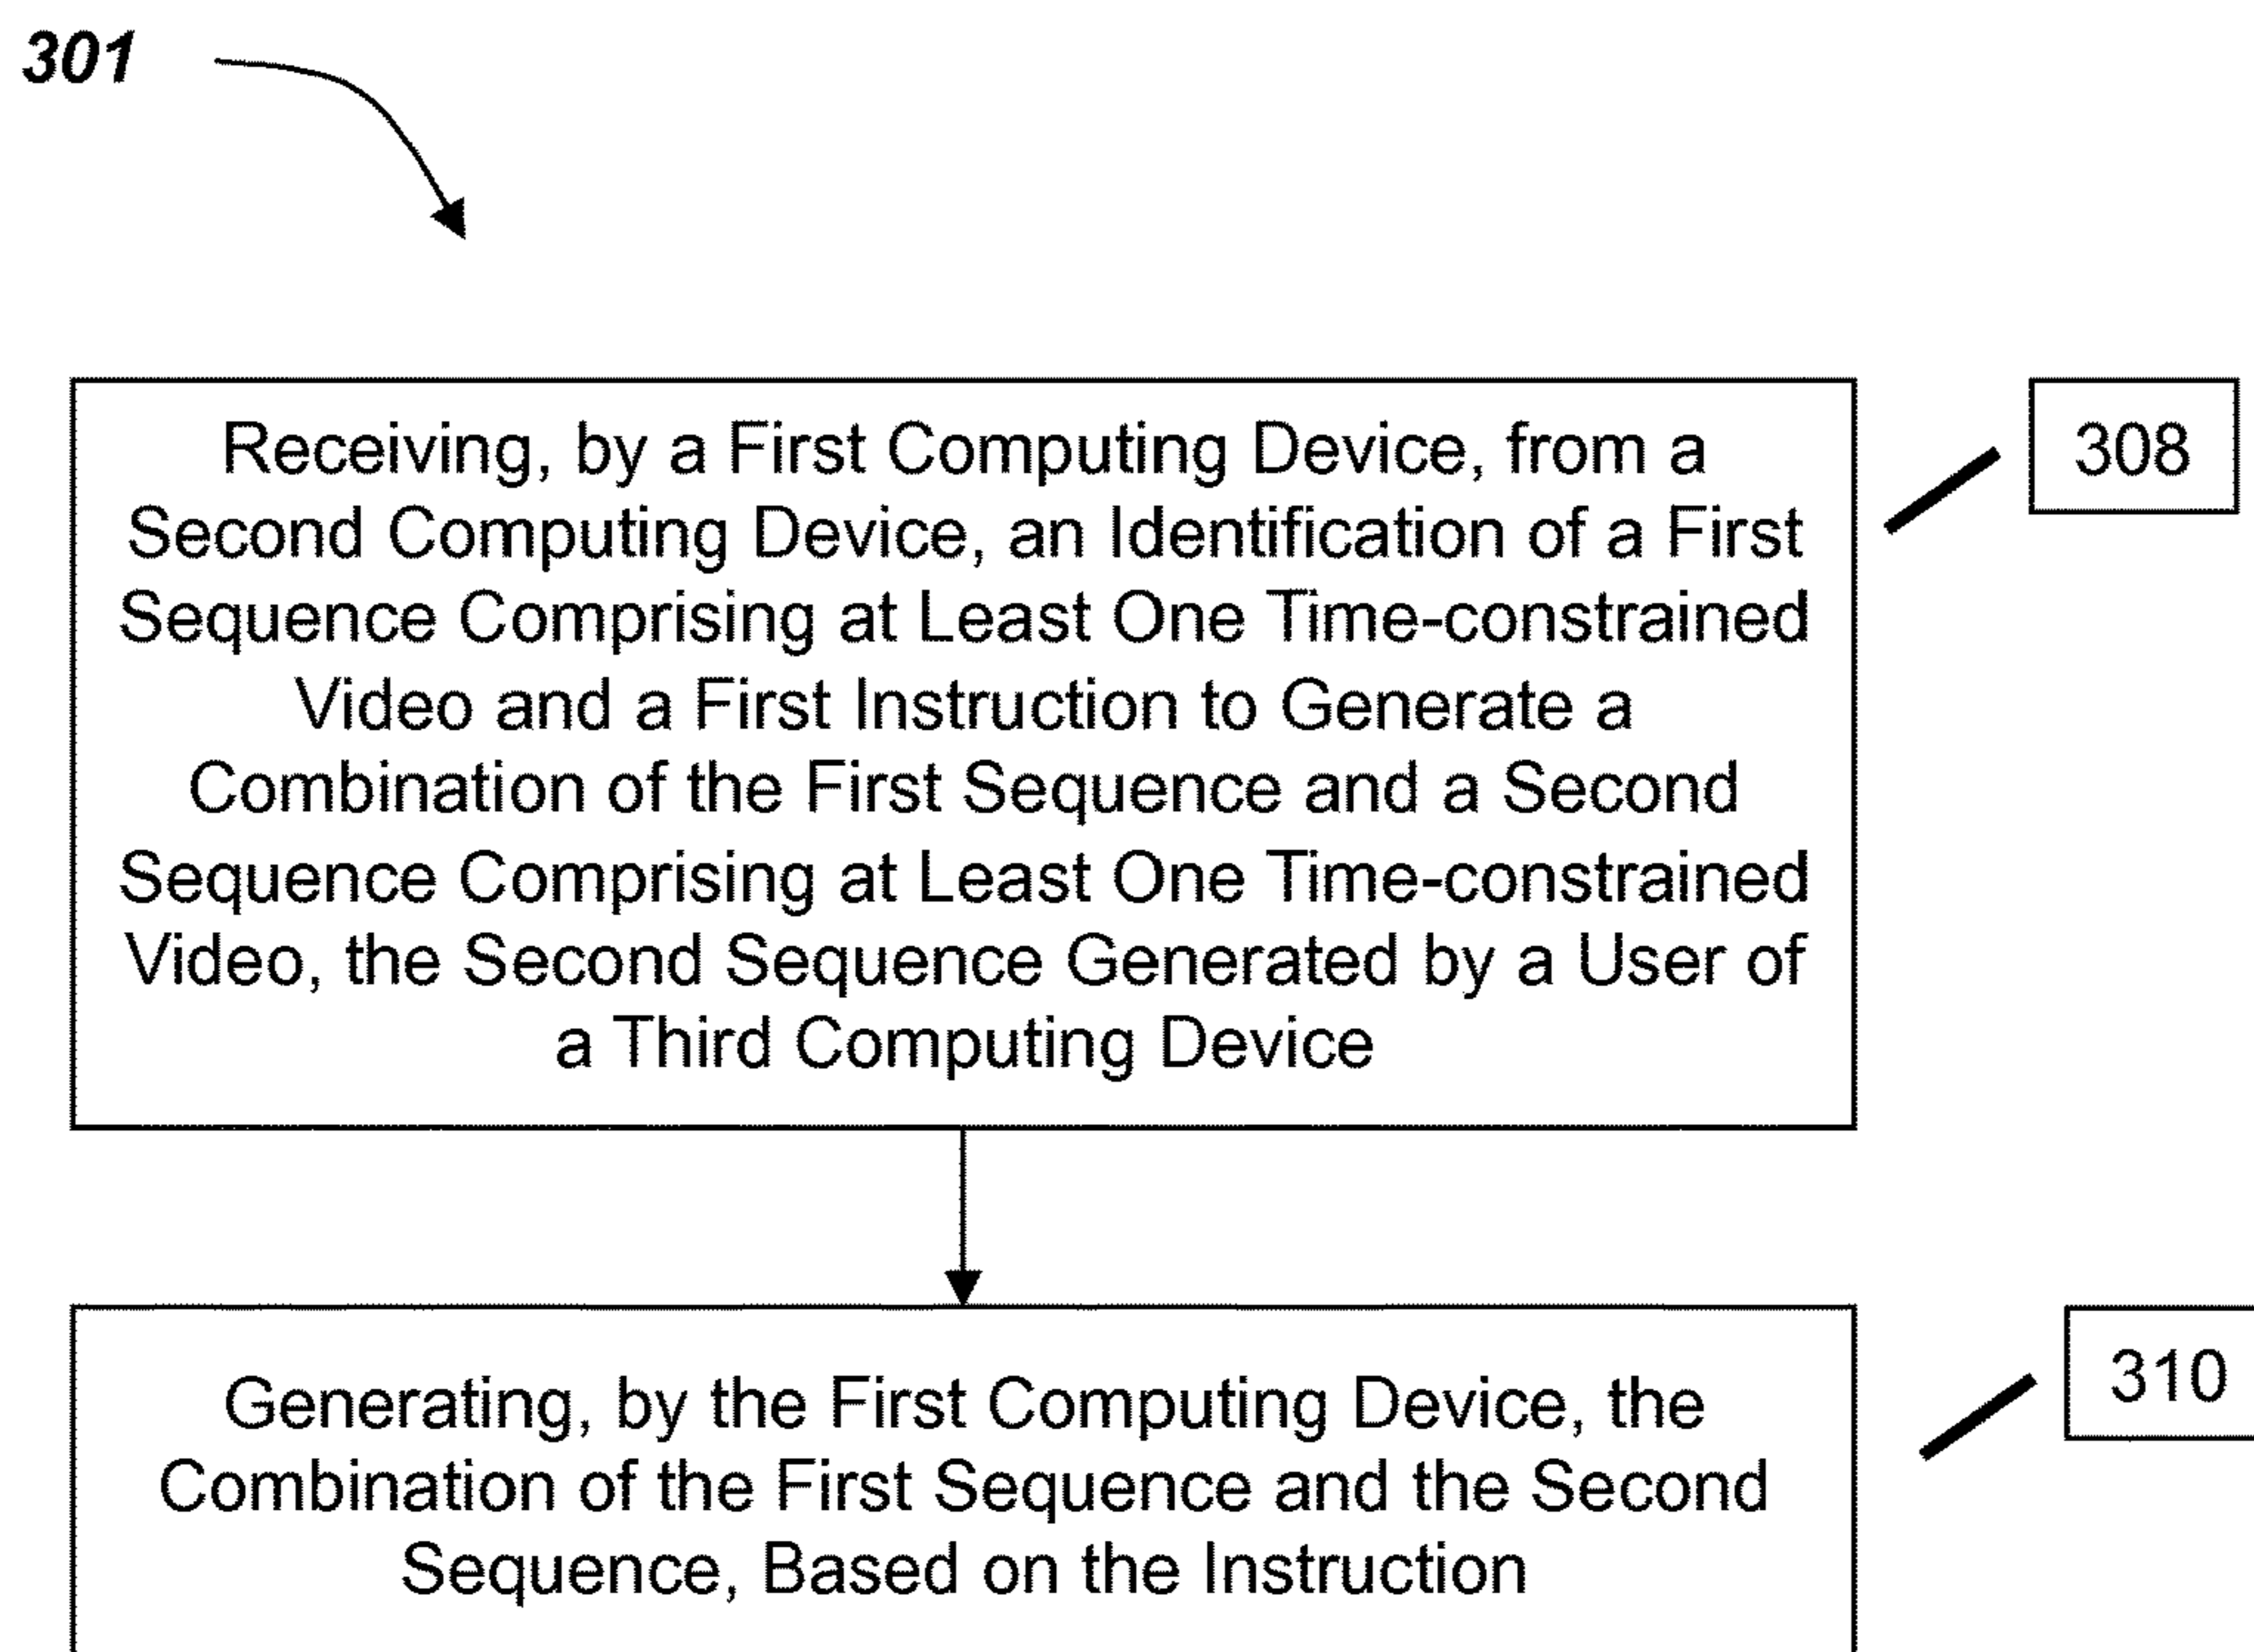 301
Receiving, by a First Computing Device, from a
Second Computing Device, an Identification of a First
Sequence Comprising at Least One Time-constrained
Video and a First Instruction to Generate a
Combination of the First Sequence and a Second
Sequence Comprising at Least One Time-constrained
Video, the Second Sequence Generated by a User of
a Third Computing Device
308
Generating, by the First Computing Device, the
Combination of the First Sequence and the Second
Sequence, Based on the Instruction
310